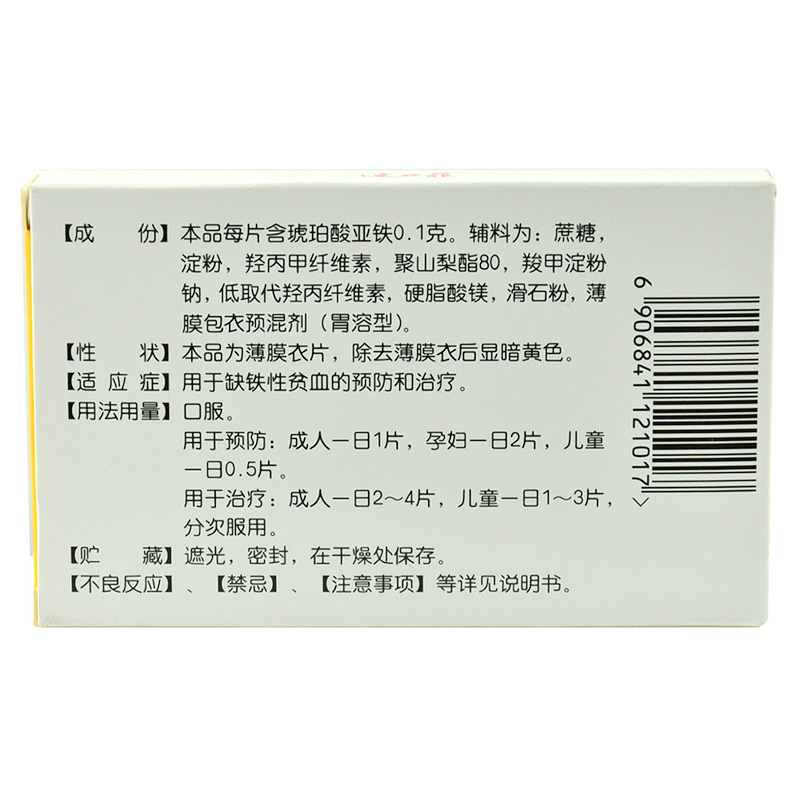 【成 份】本品每片含琥珀酸亚铁0.1克。辅料为：蔗糖，
淀粉，羟丙甲纤维素，聚山梨酯80，羧甲淀粉
钠，低取代羟丙纤维素，硬脂酸镁，滑石粉，薄
膜包衣预混剂（胃溶型）。
【性 状】本品为薄膜衣片，除去薄膜衣后显暗黄色。
【适 应 症】用于缺铁性贫血的预防和治疗。
【用法用量】口服。
用于预防：成人一日1片，孕妇一日2片，儿童
一日0.5片。
用于治疗：成人一日2～4片，儿童一日1～3片，
分次服用。
【贮 藏】遮光，密封，在干燥处保存。
【不良反应】、【禁忌】、【注意事项】等详见说明书。
6 906841 121017